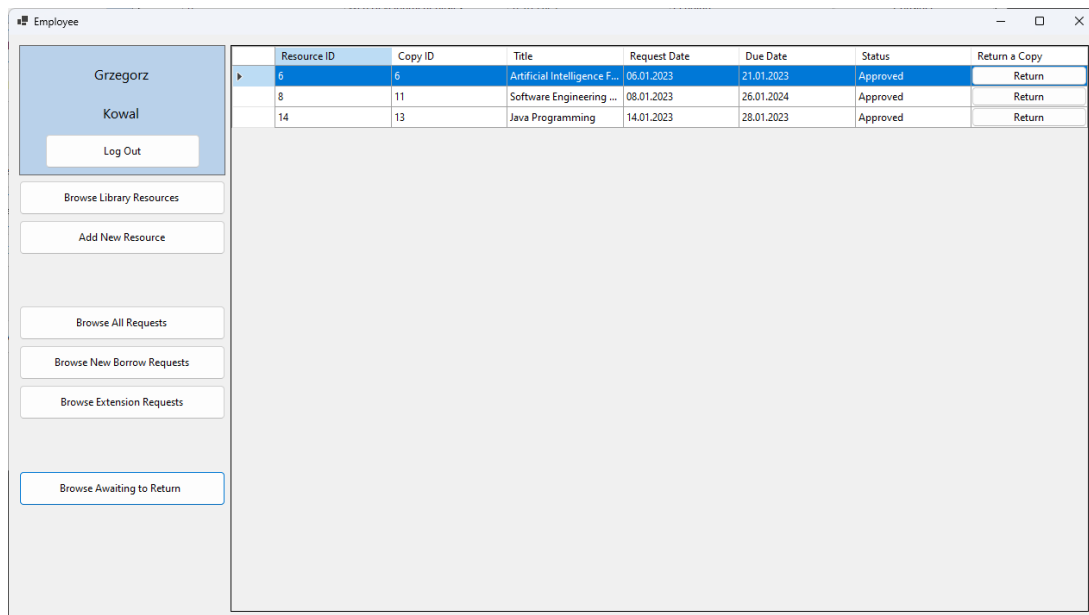 Employee
Grzegorz
Kowal
Log Out
Browse Library Resources
Add New Resource
Browse All Requests
Browse New Borrow Requests
Browse Extension Requests
Browse Awaiting to Return
Resource ID Copy ID Title Request Date Due Date Status Return a Copy
6 6 Artificial Intelligence F... 06.01.2023 21.01.2023 Approved Return
8 11 Software Engineering ... 08.01.2023 26.01.2024 Approved Return
14 13 Java Programming 14.01.2023 28.01.2023 Approved Return